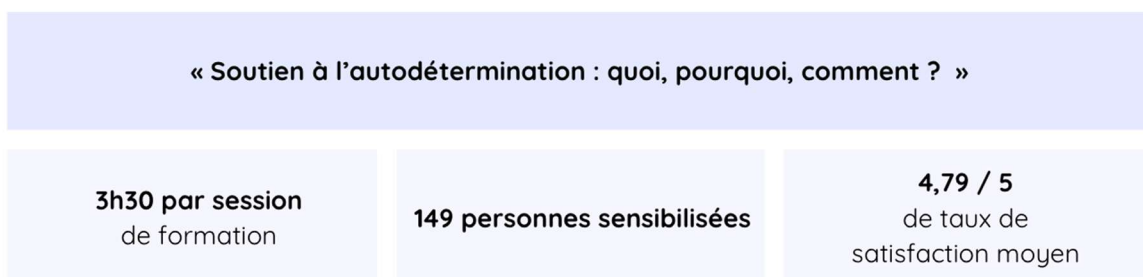 « Soutien à l’autodétermination : quoi, pourquoi, comment ? »
3h30 par session
de formation
149 personnes sensibilisées
4,79 / 5
de taux de
satisfaction moyen